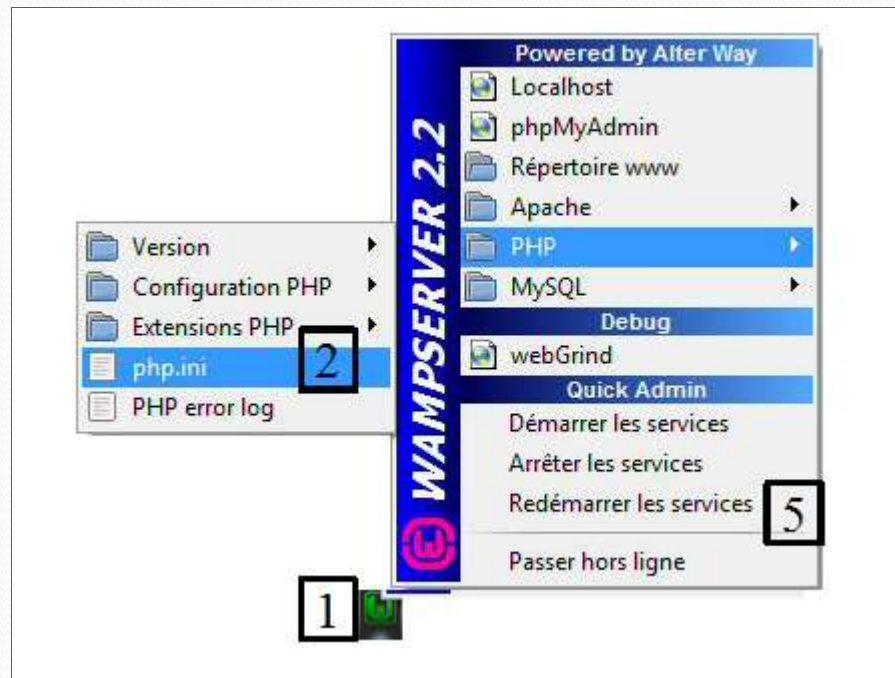 Powered by Alter Way
Localhost
phpMyAdmin
Répertoire www
Apache
PHP
MySQL
Debug
webGrind
Quick Admin
Démarrer les services
Arrêter les services
Redémarrer les services
5
Passer hors ligne
WAMPSERVER 2.2
Version
Configuration PHP
Extensions PHP
php.ini
2
PHP error log
1